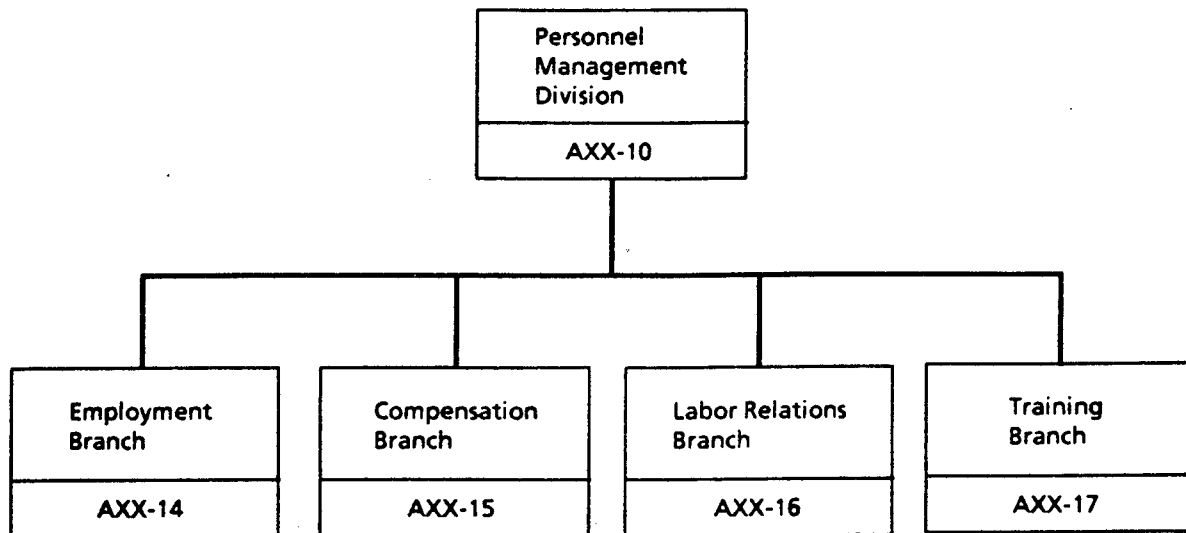 Personnel
Management
Division
AXX-10
Employment
Branch
AXX-14
Compensation
Branch
AXX-15
Labor Relations
Branch
AXX-16
Training
Branch
AXX-17